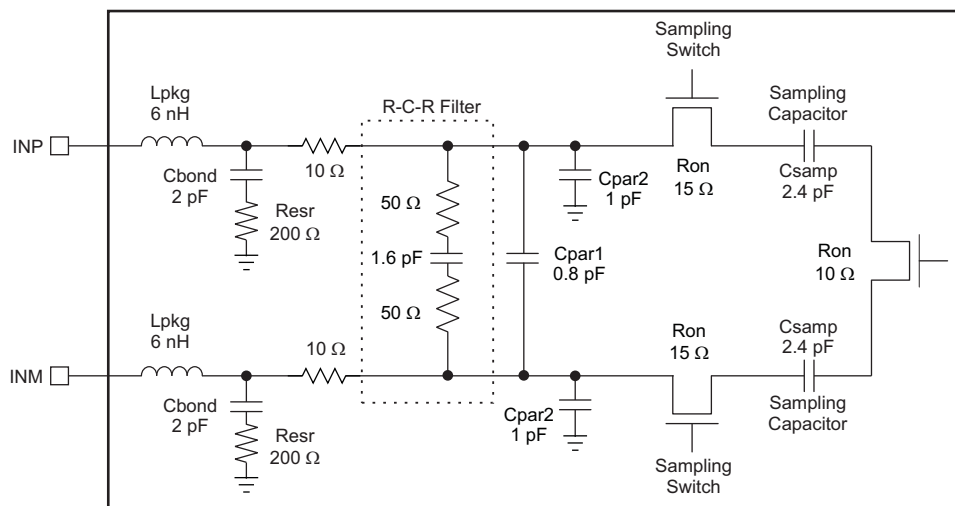 Sampling
Switch
Lpkg
6 nH
R-C-R Filter
Sampling
Capacitor
INP
10 Ω
Cbond
2 pF
Resr
200 Ω
50 Ω
Cpar2
1 pF
Ron
15 Ω
Csamp
2.4 pF
1.6 pF
Cpar1
0.8 pF
Ron
10 Ω
50 Ω
Lpkg
6 nH
10 Ω
Ron
15 Ω
Csamp
2.4 pF
INM
Cbond
2 pF
Resr
200 Ω
Cpar2
1 pF
Sampling
Capacitor
Sampling
Switch